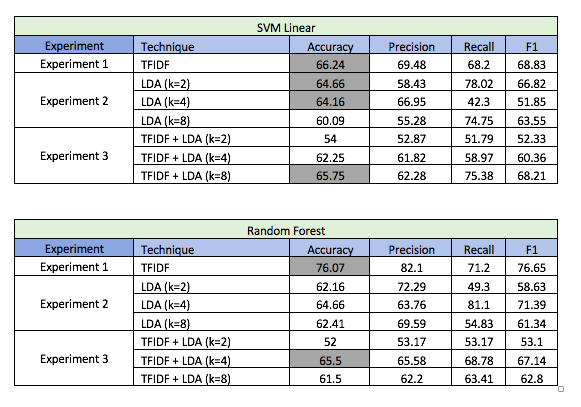 SVM Linear
Experiment Technique Accuracy Precision Recall F1
Experiment 1 TFIDF 66.24 69.48 68.2 68.83
LDA (k=2) 64.66 58.43 78.02 66.82
Experiment 2 LDA (k=4) 64.16 66.95 42.3 51.85
LDA (k=8) 60.09 55.28 74.75 63.55
TFIDF + LDA (k=2) 54 52.87 51.79 52.33
Experiment 3 TFIDF + LDA (k=4) 62.25 61.82 58.97 60.36
TFIDF + LDA (k=8) 65.75 62.28 75.38 68.21
Random Forest
Experiment Technique Accuracy Precision Recall F1
Experiment 1 TFIDF 76.07 82.1 71.2 76.65
LDA (k=2) 62.16 72.29 49.3 58.63
Experiment 2 LDA (k=4) 64.66 63.76 81.1 71.39
LDA (k=8) 62.41 69.59 54.83 61.34
TFIDF + LDA (k=2) 52 53.17 53.17 53.1
Experiment 3 TFIDF + LDA (k=4) 65.5 65.58 68.78 67.14
TFIDF + LDA (k=8) 61.5 62.2 63.41 62.8